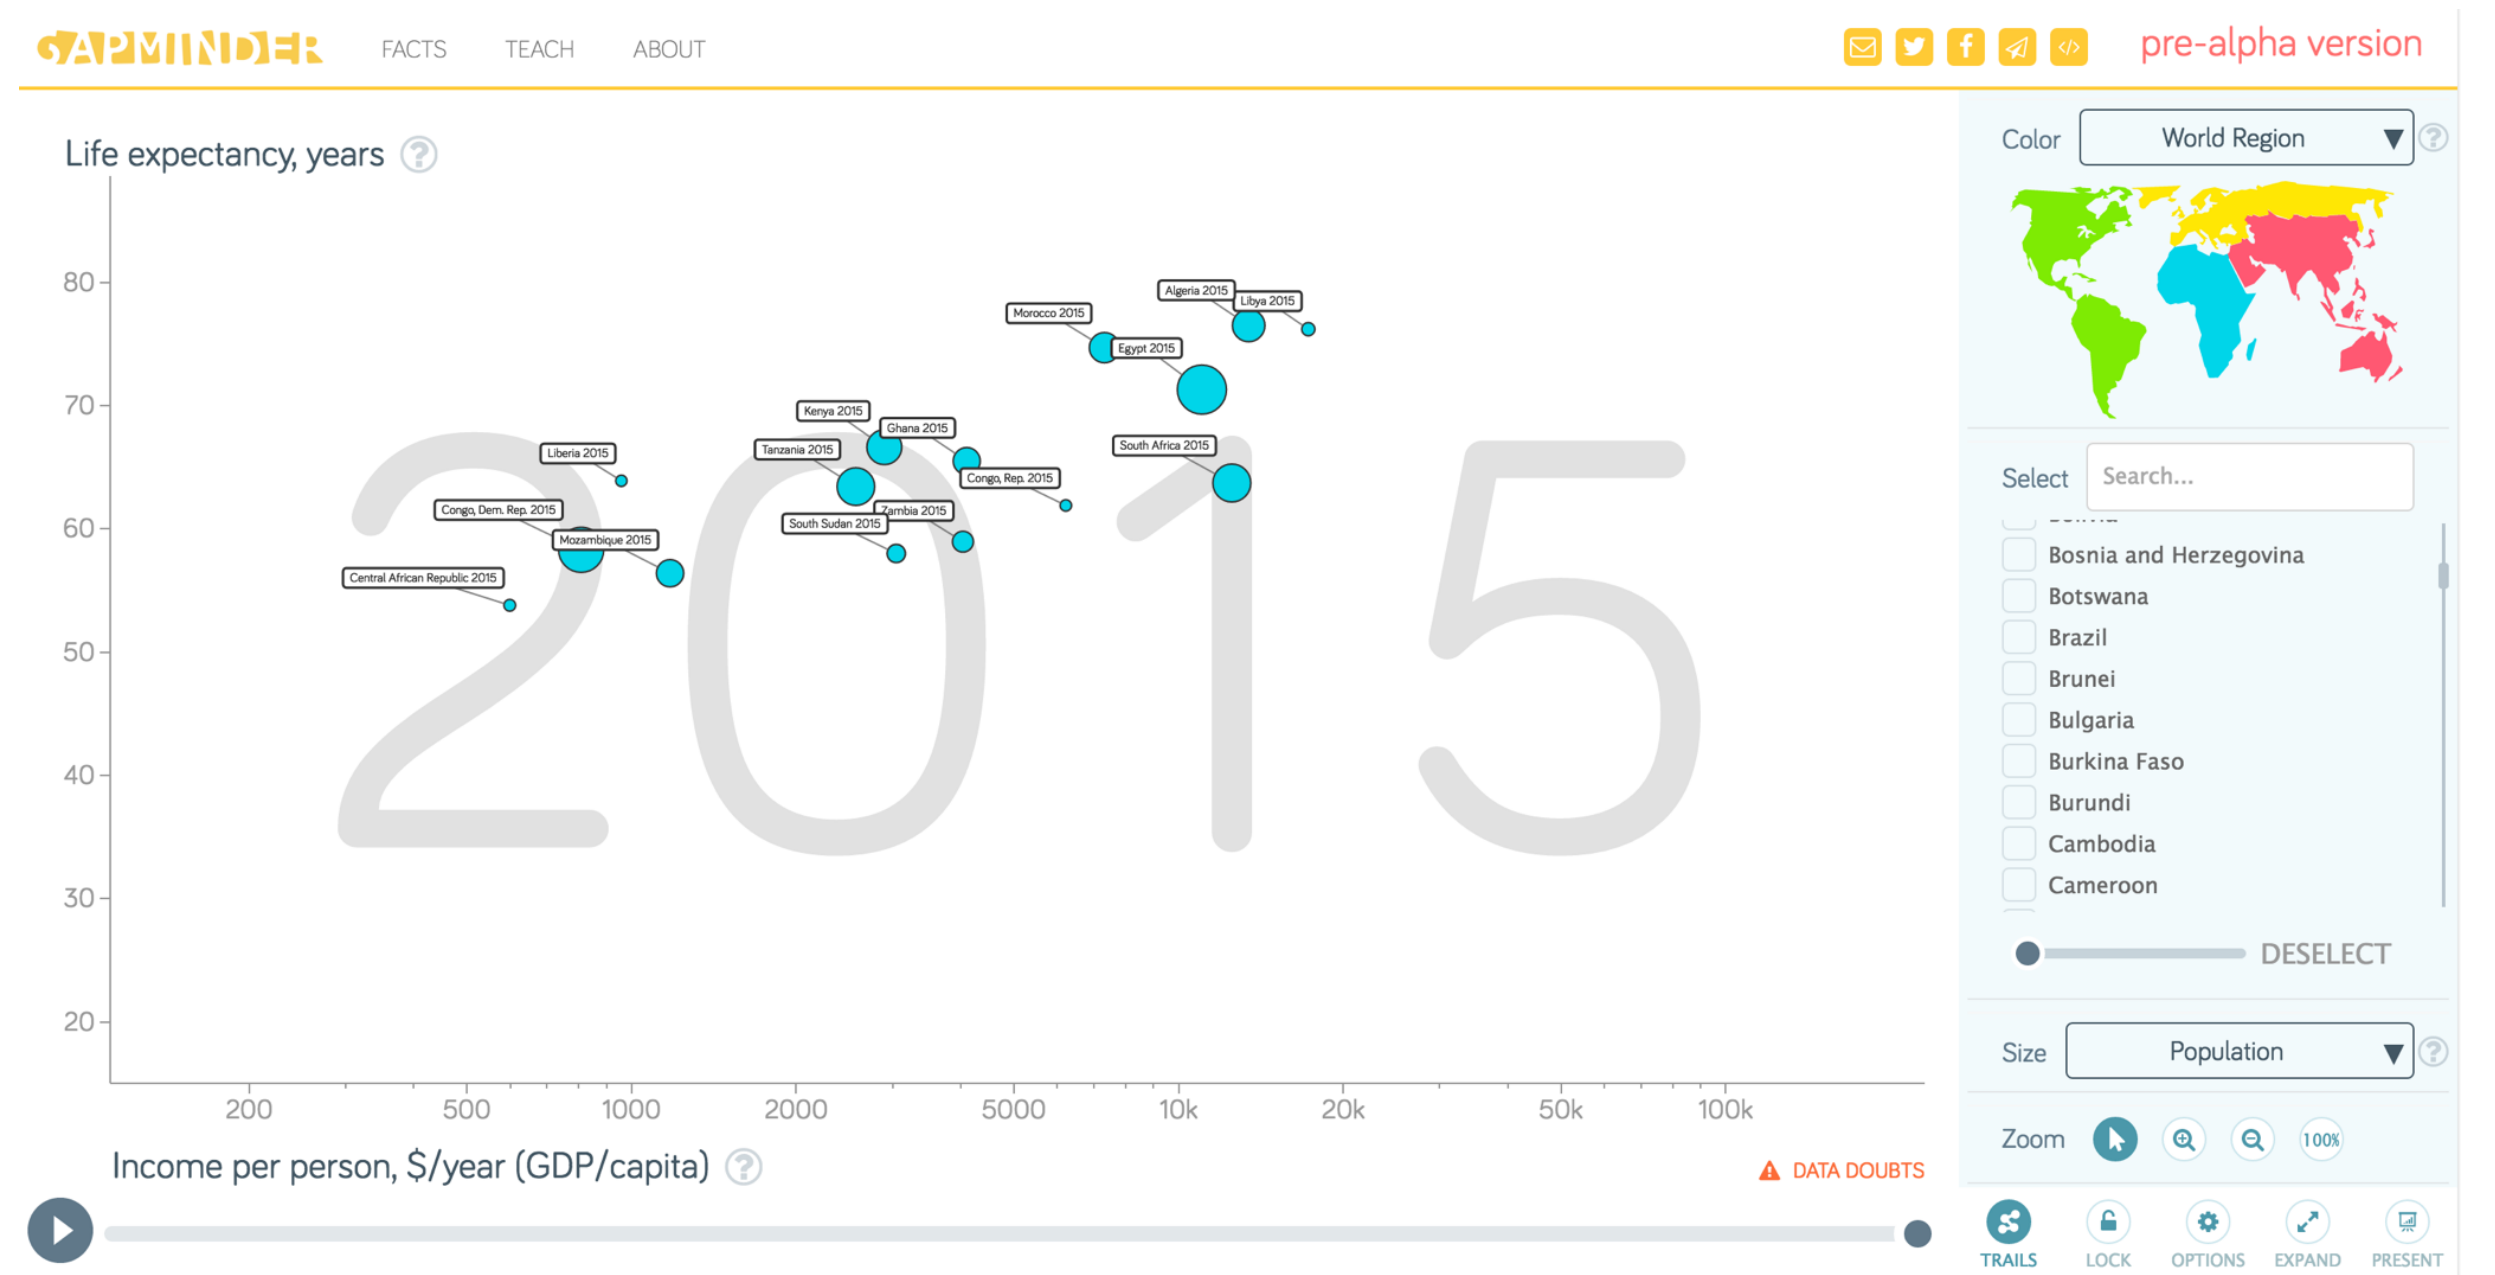 GAPMINDER FACTS TEACH ABOUT pre-alpha version
Life expectancy, years ?
Color World Region ▼ ?
80
70
60
50
40
30
20
Algeria 2015
Libya 2015
Morocco 2015
Egypt 2015
Kenya 2015
Ghana 2015
Tanzania 2015
South Africa 2015
Liberia 2015
Congo, Rep. 2015
Congo, Dem. Rep. 2015
Zambia 2015
South Sudan 2015
Mozambique 2015
Central African Republic 2015
2015
200 500 1000 2000 5000 10k 20k 50k 100k
Income per person, $/year (GDP/capita) ?
DATA DOUBTS
Select Search...
Bolivia
Bosnia and Herzegovina
Botswana
Brazil
Brunei
Bulgaria
Burkina Faso
Burundi
Cambodia
Cameroon
DESELECT
Size Population ▼ ?
Zoom 100%
TRAILS LOCK OPTIONS EXPAND PRESENT